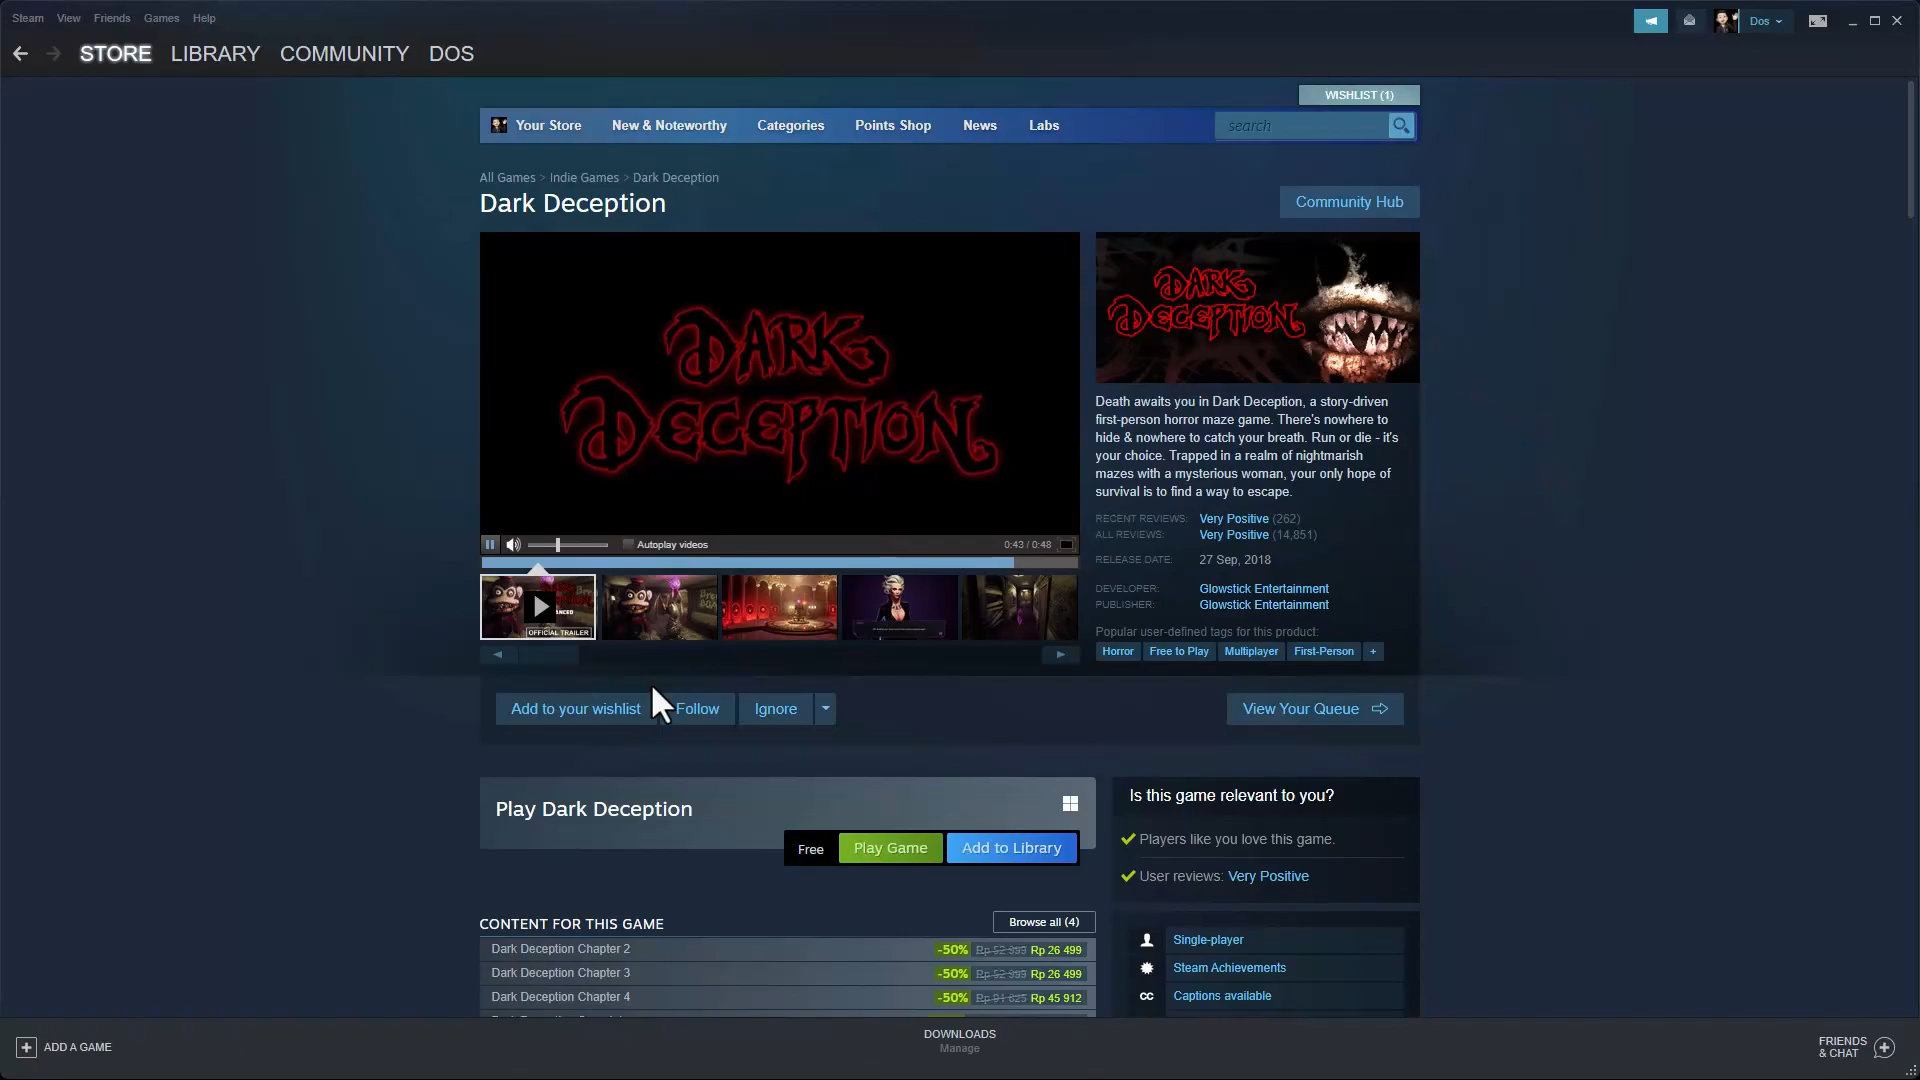 Steam View Friends Games Help
Dos
STORE LIBRARY COMMUNITY DOS
WISHLIST (1)
Your Store New & Noteworthy Categories Points Shop News Labs
search
All Games > Indie Games > Dark Deception
Dark Deception
Community Hub
DARK
DECEPTION
DARK
DECEPTION
Death awaits you in Dark Deception, a story-driven
first-person horror maze game. There's nowhere to
hide & nowhere to catch your breath. Run or die - it's
your choice. Trapped in a realm of nightmarish
mazes with a mysterious woman, your only hope of
survival is to find a way to escape.
RECENT REVIEWS: Very Positive (262)
ALL REVIEWS: Very Positive (14,851)
RELEASE DATE: 27 Sep, 2018
DEVELOPER: Glowstick Entertainment
PUBLISHER: Glowstick Entertainment
Popular user-defined tags for this product:
Horror Free to Play Multiplayer First-Person +
Autoplay videos 0:43 / 0:48
OFFICIAL TRAILER
Add to your wishlist Follow Ignore
View Your Queue
Play Dark Deception
Free Play Game Add to Library
Is this game relevant to you?
Players like you love this game.
User reviews: Very Positive
CONTENT FOR THIS GAME Browse all (4)
Dark Deception Chapter 2 -50% Rp 52 999 Rp 26 499
Dark Deception Chapter 3 -50% Rp 52 999 Rp 26 499
Dark Deception Chapter 4 -50% Rp 91 825 Rp 45 912
Single-player
Steam Achievements
CC Captions available
ADD A GAME
DOWNLOADS
Manage
FRIENDS
& CHAT